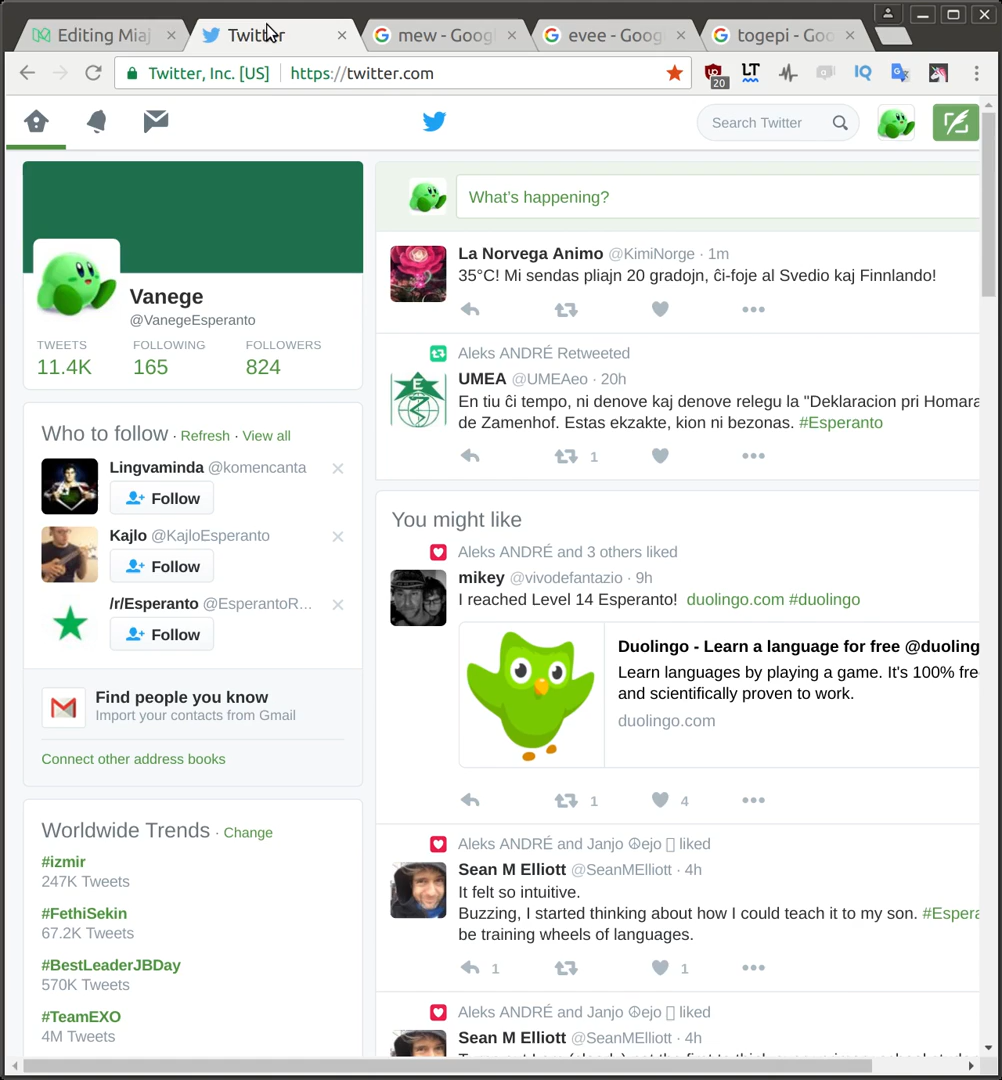 Editing Miaj
Twitter
mew - Googl
evee - Goog
togepi - Goo
Twitter, Inc. [US]
https://twitter.com
20
LT
IQ
Search Twitter
What's happening?
Vanege
@VanegeEsperanto
TWEETS FOLLOWING FOLLOWERS
11.4K 165 824
Who to follow · Refresh · View all
Lingvaminda @komencanta
Follow
Kajlo @KajloEsperanto
Follow
/r/Esperanto @EsperantoR...
Follow
Find people you know
Import your contacts from Gmail
Connect other address books
Worldwide Trends · Change
#izmir
247K Tweets
#FethiSekin
67.2K Tweets
#BestLeaderJBDay
570K Tweets
#TeamEXO
4M Tweets
La Norvega Animo @KimiNorge · 1m
35°C! Mi sendas pliajn 20 gradojn, ĉi-foje al Svedio kaj Finnlando!
Aleks ANDRÉ Retweeted
UMEA @UMEAeo · 20h
En tiu ĉi tempo, ni denove kaj denove relegu la "Deklaracion pri Homara
de Zamenhof. Estas ekzakte, kion ni bezonas. #Esperanto
1
You might like
Aleks ANDRÉ and 3 others liked
mikey @vivodefantazio · 9h
I reached Level 14 Esperanto! duolingo.com #duolingo
Duolingo - Learn a language for free @duoling
Learn languages by playing a game. It's 100% fre
and scientifically proven to work.
duolingo.com
1 4
Aleks ANDRÉ and Janjo ☮ejo liked
Sean M Elliott @SeanMElliott · 4h
It felt so intuitive.
Buzzing, I started thinking about how I could teach it to my son. #Espera
be training wheels of languages.
1 1
Aleks ANDRÉ and Janjo ☮ejo liked
Sean M Elliott @SeanMElliott · 4h